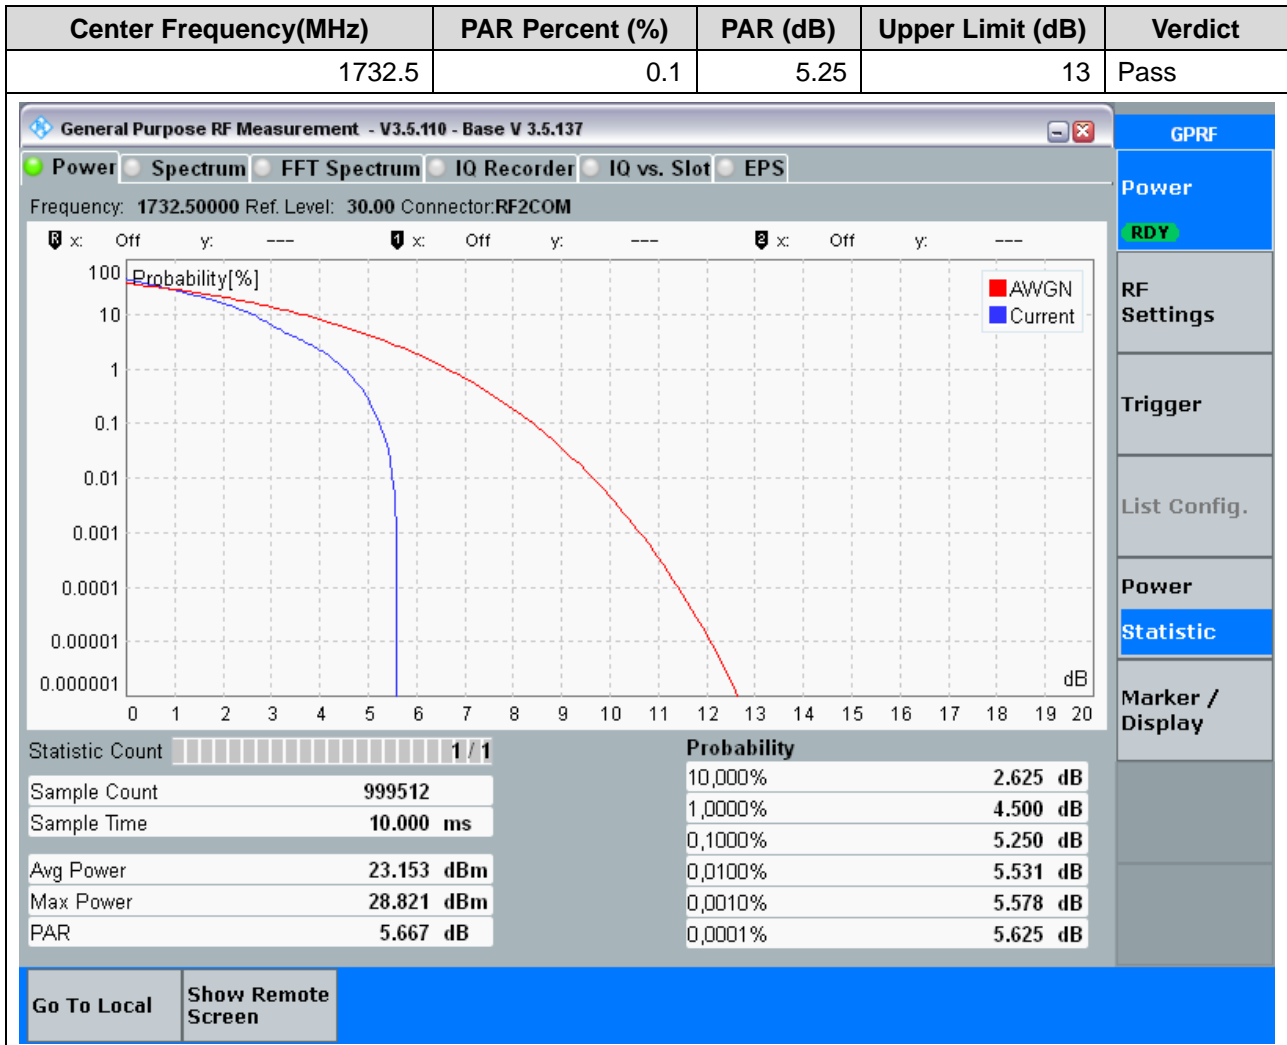 Center Frequency(MHz) PAR Percent (%) PAR (dB) Upper Limit (dB) Verdict
1732.5 0.1 5.25 13 Pass
General Purpose RF Measurement - V3.5.110 - Base V 3.5.137
GPRF
Power Spectrum FFT Spectrum IQ Recorder IQ vs. Slot EPS
Power
RDY
Frequency: 1732.50000 Ref. Level: 30.00 Connector:RF2COM
R x: Off y: --- 1 x: Off y: --- 2 x: Off y: ---
Probability[%]
AWGN
Current
100
10
1
0.1
0.01
0.001
0.0001
0.00001
0.000001
dB
0 1 2 3 4 5 6 7 8 9 10 11 12 13 14 15 16 17 18 19 20
RF
Settings
Trigger
List Config.
Power
Statistic
Marker /
Display
Statistic Count 1 / 1
Sample Count 999512
Sample Time 10.000 ms
Avg Power 23.153 dBm
Max Power 28.821 dBm
PAR 5.667 dB
Probability
10,000% 2.625 dB
1,0000% 4.500 dB
0,1000% 5.250 dB
0,0100% 5.531 dB
0,0010% 5.578 dB
0,0001% 5.625 dB
Go To Local
Show Remote
Screen